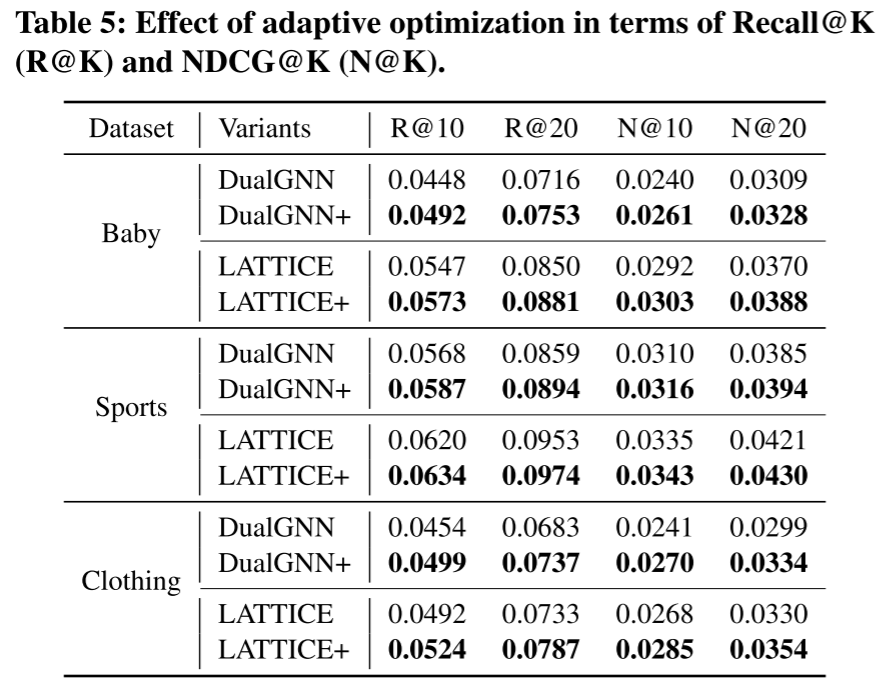 Table 5: Effect of adaptive optimization in terms of Recall@K
(R@K) and NDCG@K (N@K).
Dataset Variants R@10 R@20 N@10 N@20
Baby
DualGNN 0.0448 0.0716 0.0240 0.0309
DualGNN+ 0.0492 0.0753 0.0261 0.0328
LATTICE 0.0547 0.0850 0.0292 0.0370
LATTICE+ 0.0573 0.0881 0.0303 0.0388
Sports
DualGNN 0.0568 0.0859 0.0310 0.0385
DualGNN+ 0.0587 0.0894 0.0316 0.0394
LATTICE 0.0620 0.0953 0.0335 0.0421
LATTICE+ 0.0634 0.0974 0.0343 0.0430
Clothing
DualGNN 0.0454 0.0683 0.0241 0.0299
DualGNN+ 0.0499 0.0737 0.0270 0.0334
LATTICE 0.0492 0.0733 0.0268 0.0330
LATTICE+ 0.0524 0.0787 0.0285 0.0354